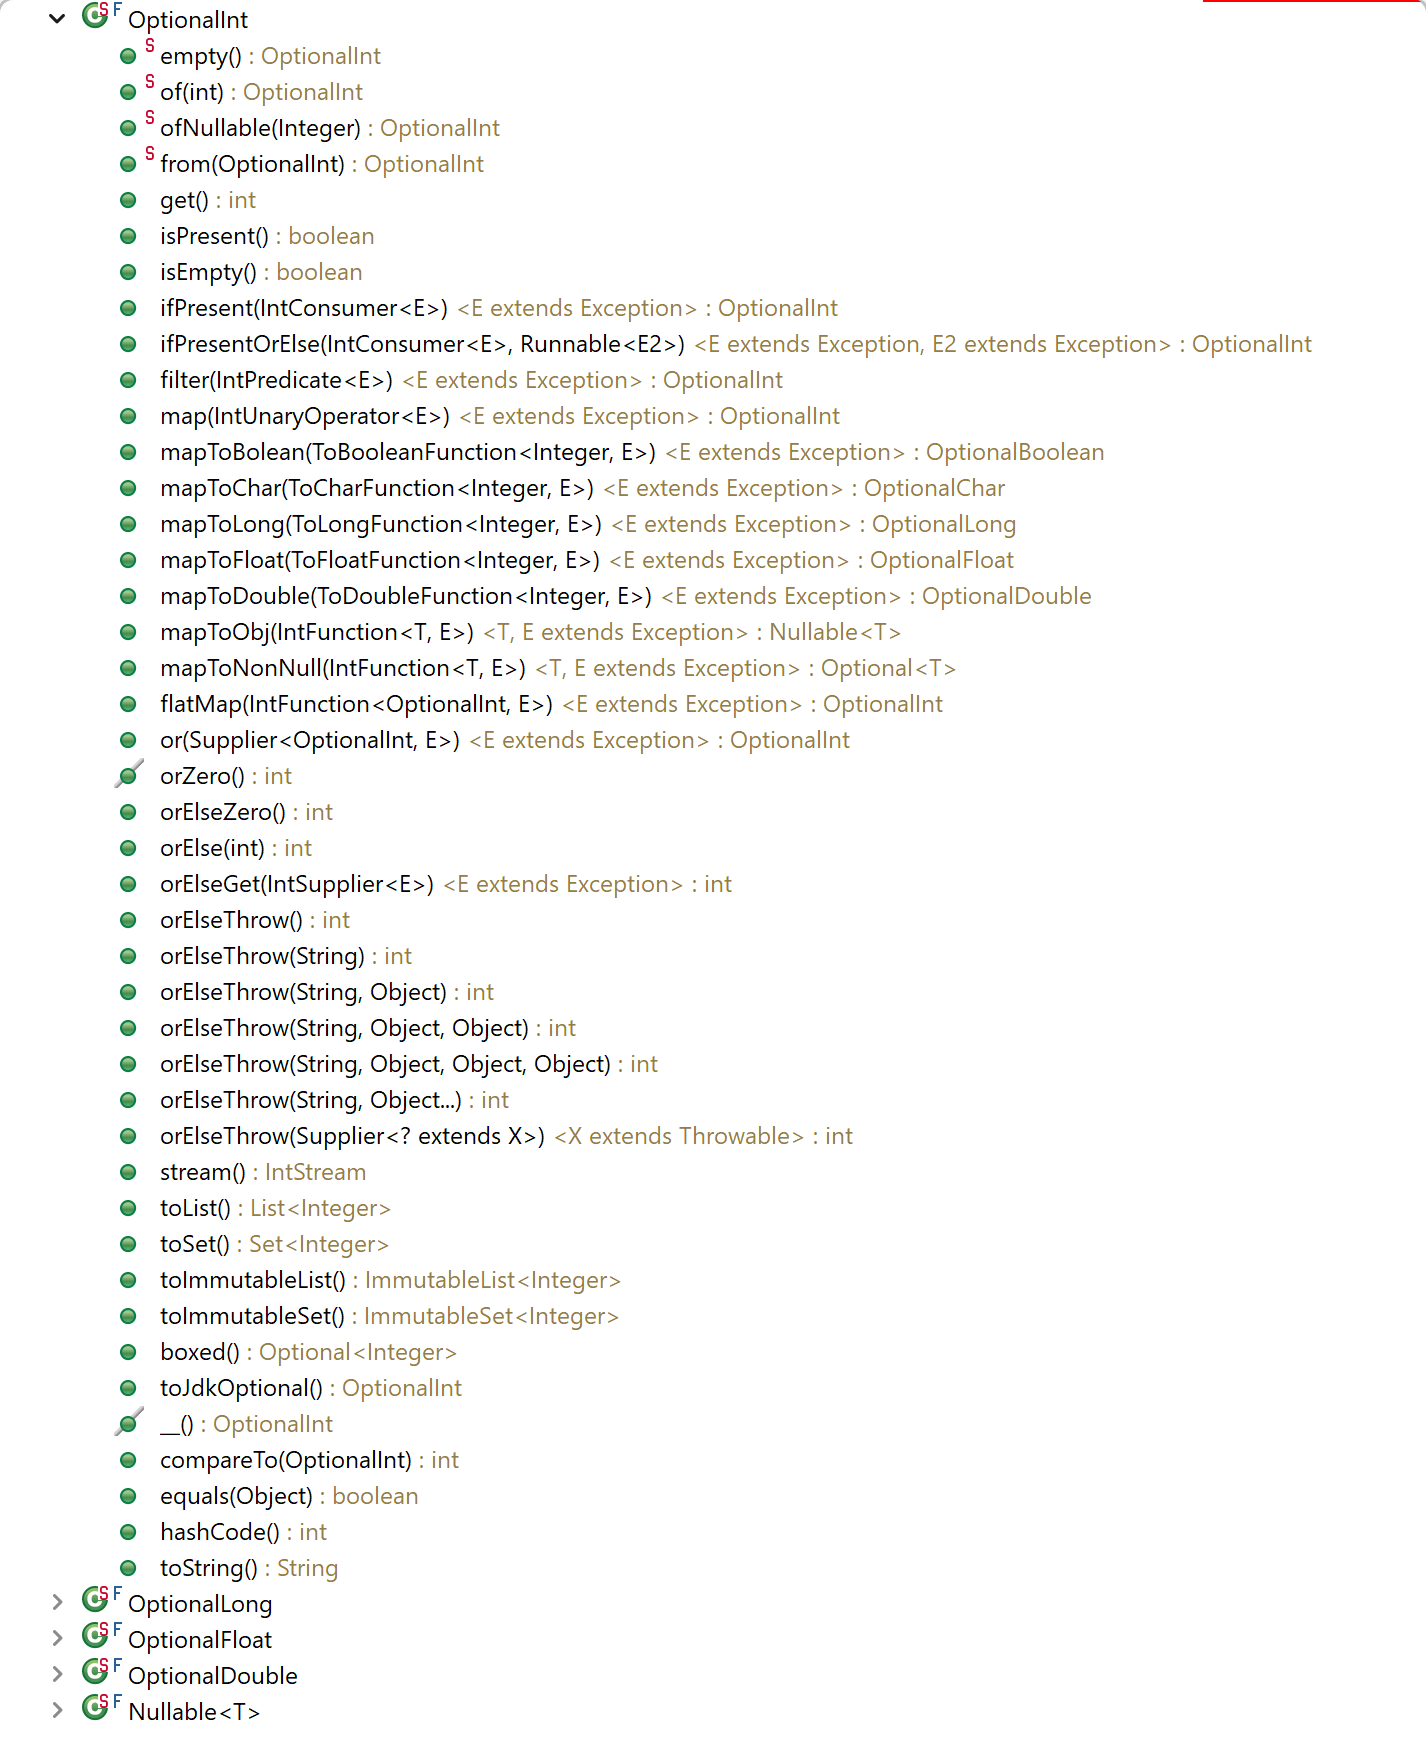 OptionalInt
empty() : OptionalInt
of(int) : OptionalInt
ofNullable(Integer) : OptionalInt
from(OptionalInt) : OptionalInt
get() : int
isPresent() : boolean
isEmpty() : boolean
ifPresent(IntConsumer<E>) <E extends Exception> : OptionalInt
ifPresentOrElse(IntConsumer<E>, Runnable<E2>) <E extends Exception, E2 extends Exception> : OptionalInt
filter(IntPredicate<E>) <E extends Exception> : OptionalInt
map(IntUnaryOperator<E>) <E extends Exception> : OptionalInt
mapToBolean(ToBooleanFunction<Integer, E>) <E extends Exception> : OptionalBoolean
mapToChar(ToCharFunction<Integer, E>) <E extends Exception> : OptionalChar
mapToLong(ToLongFunction<Integer, E>) <E extends Exception> : OptionalLong
mapToFloat(ToFloatFunction<Integer, E>) <E extends Exception> : OptionalFloat
mapToDouble(ToDoubleFunction<Integer, E>) <E extends Exception> : OptionalDouble
mapToObj(IntFunction<T, E>) <T, E extends Exception> : Nullable<T>
mapToNonNull(IntFunction<T, E>) <T, E extends Exception> : Optional<T>
flatMap(IntFunction<OptionalInt, E>) <E extends Exception> : OptionalInt
or(Supplier<OptionalInt, E>) <E extends Exception> : OptionalInt
orZero() : int
orElseZero() : int
orElse(int) : int
orElseGet(IntSupplier<E>) <E extends Exception> : int
orElseThrow() : int
orElseThrow(String) : int
orElseThrow(String, Object) : int
orElseThrow(String, Object, Object) : int
orElseThrow(String, Object, Object, Object) : int
orElseThrow(String, Object...) : int
orElseThrow(Supplier<? extends X>) <X extends Throwable> : int
stream() : IntStream
toList() : List<Integer>
toSet() : Set<Integer>
toImmutableList() : ImmutableList<Integer>
toImmutableSet() : ImmutableSet<Integer>
boxed() : Optional<Integer>
toJdkOptional() : OptionalInt
__() : OptionalInt
compareTo(OptionalInt) : int
equals(Object) : boolean
hashCode() : int
toString() : String
OptionalLong
OptionalFloat
OptionalDouble
Nullable<T>